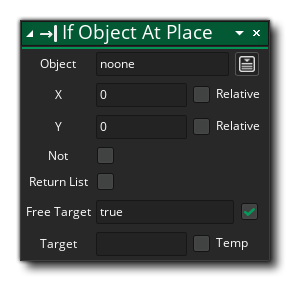 If Object At Place
Object noone
X 0 Relative
Y 0 Relative
Not
Return List
Free Target true
Target Temp